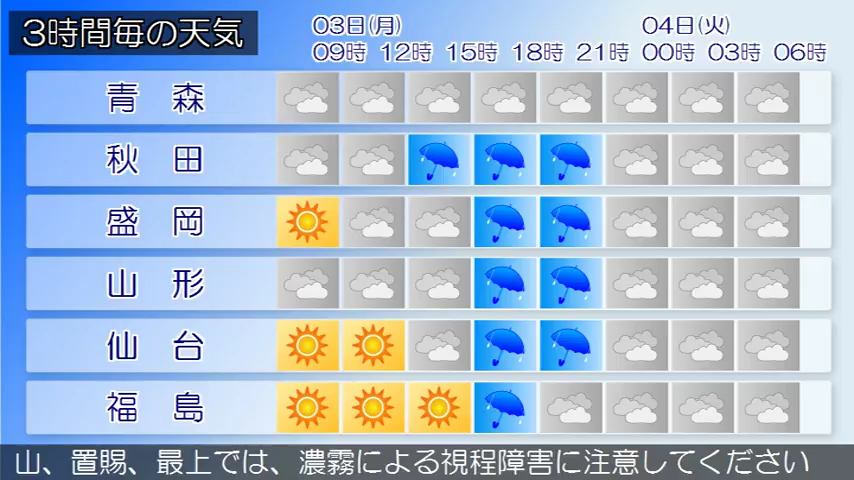 3時間毎の天気
03日(月) 04日(火)
09時 12時 15時 18時 21時 00時 03時 06時
青森
秋田
盛岡
山形
仙台
福島
山、置賜、最上では、濃霧による視程障害に注意してください